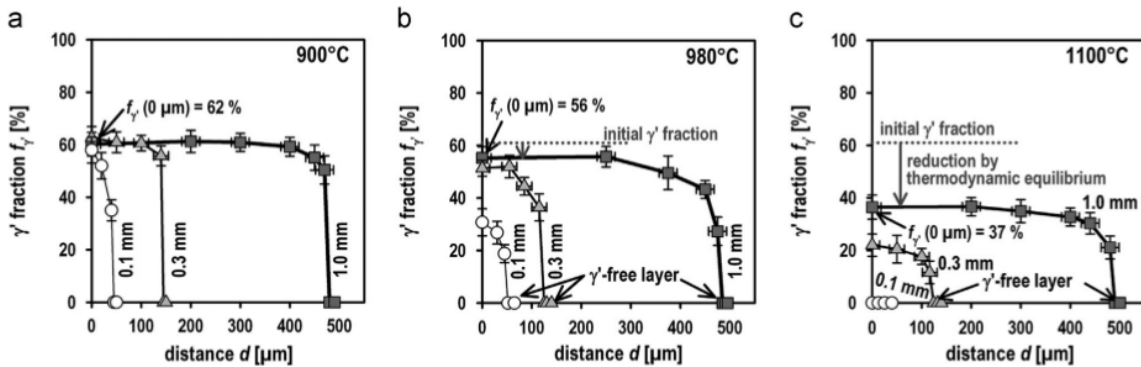 a
900°C
γ' fraction fγ' [%]
100
80
60
40
20
0
fγ' (0 μm) = 62 %
0.1 mm
0.3 mm
1.0 mm
0 100 200 300 400 500
distance d [μm]
b
980°C
γ' fraction fγ' [%]
100
80
60
40
20
0
fγ' (0 μm) = 56 %
initial γ' fraction
0.1 mm
0.3 mm
γ'-free layer
1.0 mm
0 100 200 300 400 500
distance d [μm]
c
1100°C
γ' fraction fγ' [%]
100
80
60
40
20
0
initial γ' fraction
reduction by
thermodynamic equilibrium
1.0 mm
fγ' (0 μm) = 37 %
0.3 mm
0.1 mm
γ'-free layer
0 100 200 300 400 500
distance d [μm]